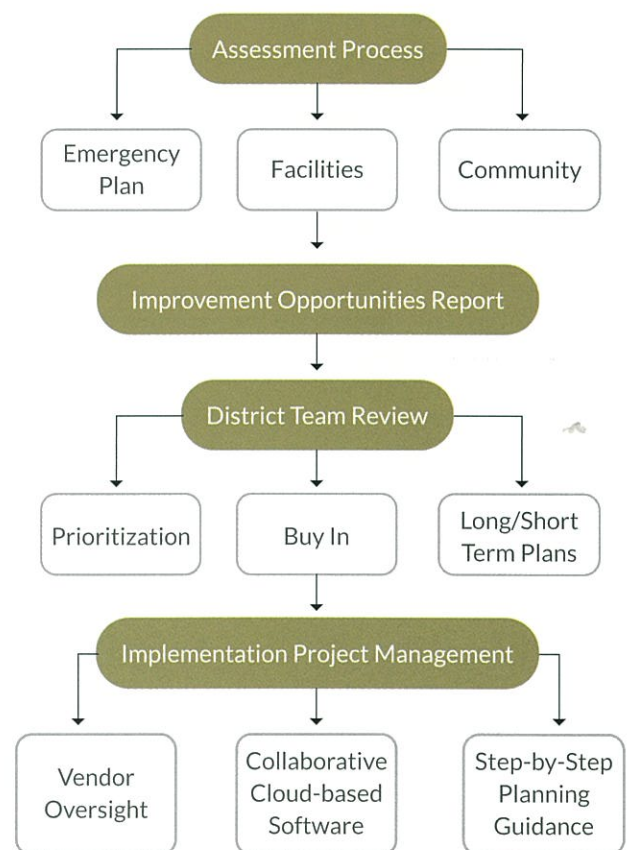 Assessment Process
Emergency
Plan
Facilities
Community
Improvement Opportunities Report
District Team Review
Prioritization
Buy In
Long/Short
Term Plans
Implementation Project Management
Vendor
Oversight
Collaborative
Cloud-based
Software
Step-by-Step
Planning
Guidance